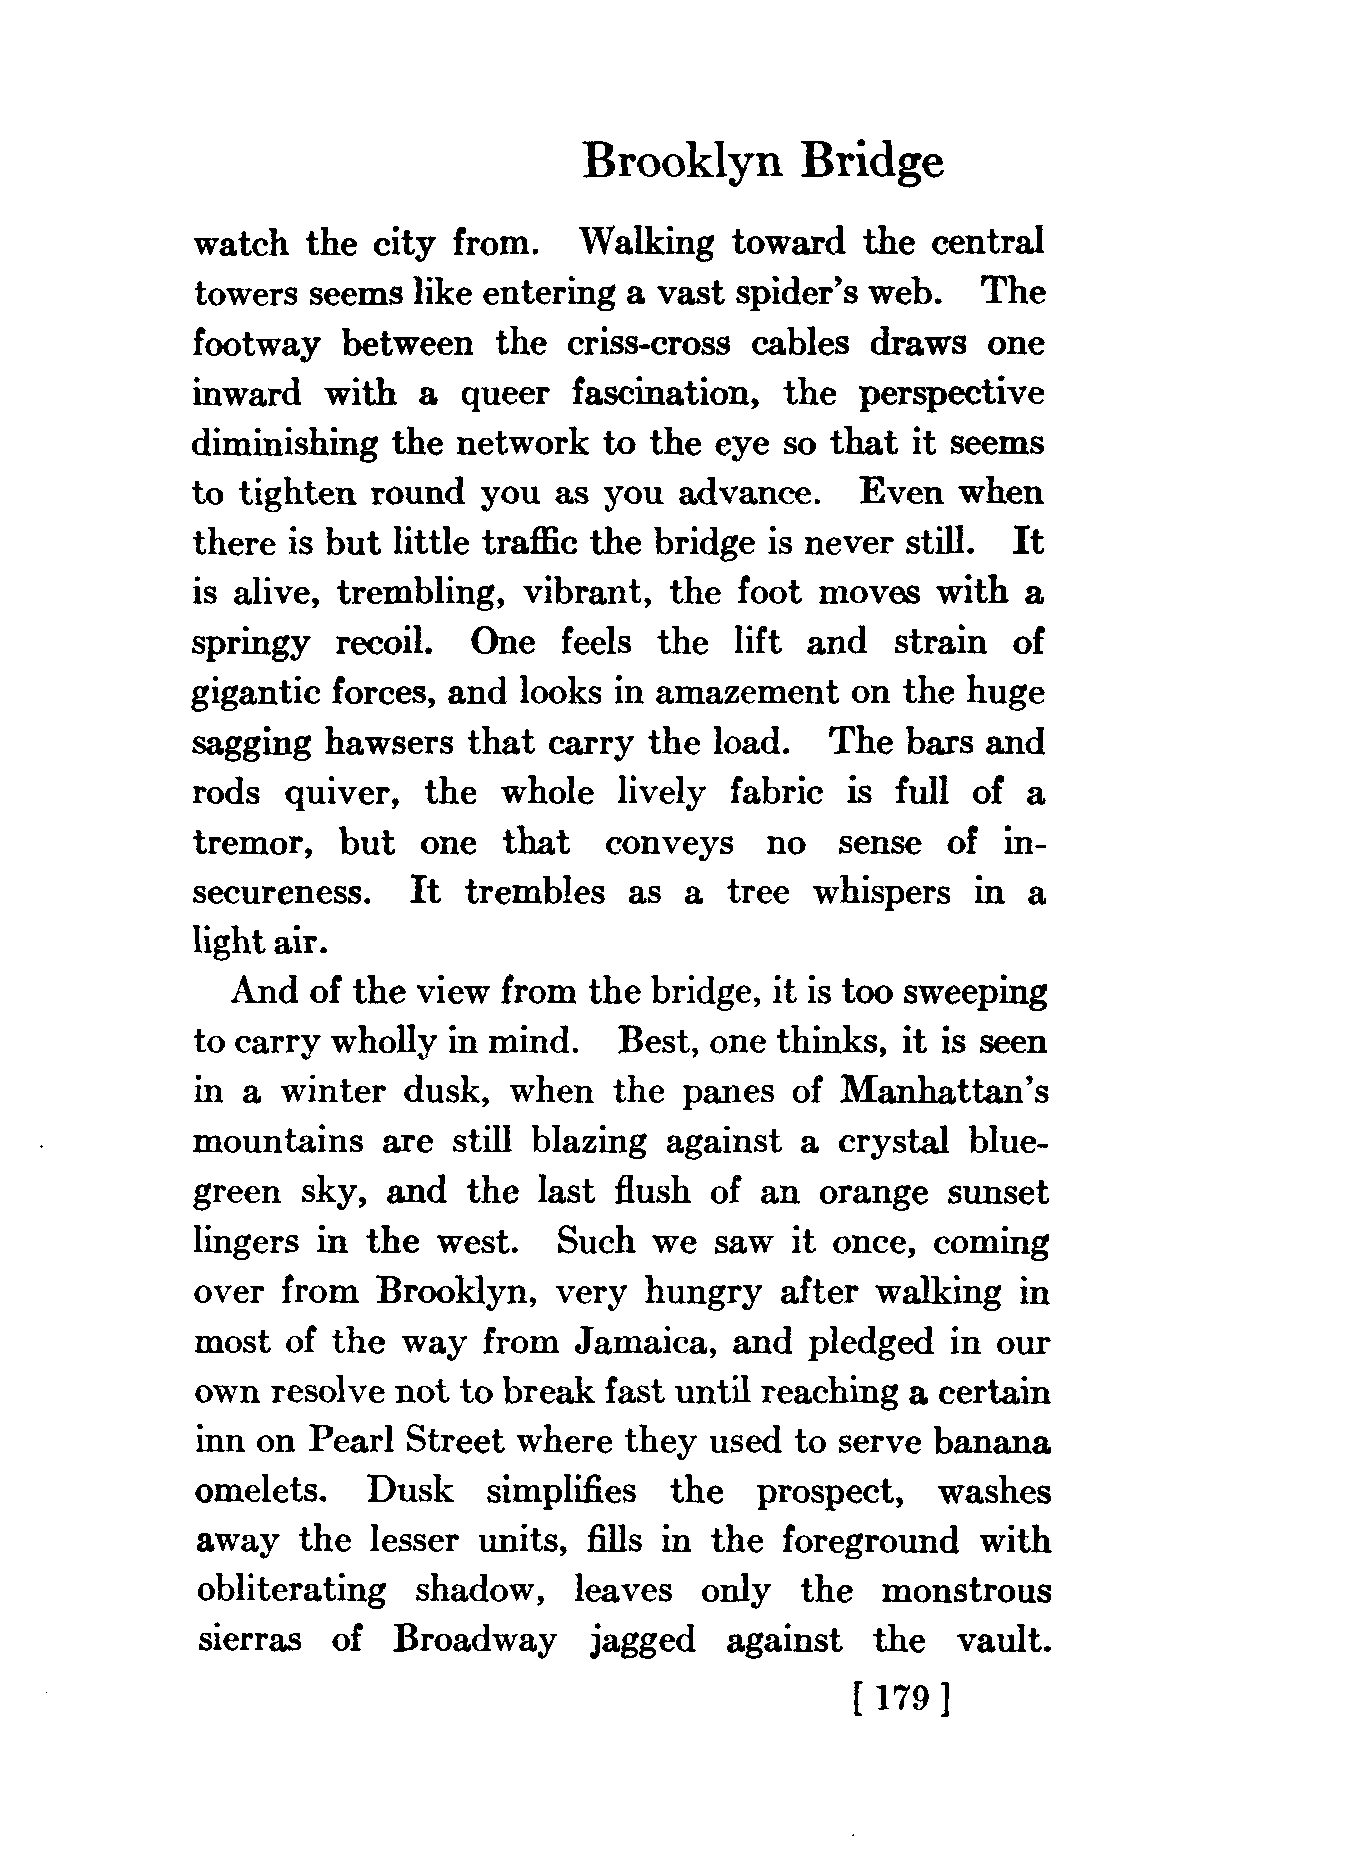 Brooklyn Bridge
watch the city from. Walking toward the central
towers seems like entering a vast spider's web. The
footway between the criss-cross cables draws one
inward with a queer fascination, the perspective
diminishing the network to the eye so that it seems
to tighten round you as you advance. Even when
there is but little traffic the bridge is never still. It
is alive, trembling, vibrant, the foot moves with a
springy recoil. One feels the lift and strain of
gigantic forces, and looks in amazement on the huge
sagging hawsers that carry the load. The bars and
rods quiver, the whole lively fabric is full of a
tremor, but one that conveys no sense of in-
secureness. It trembles as a tree whispers in a
light air.
And of the view from the bridge, it is too sweeping
to carry wholly in mind. Best, one thinks, it is seen
in a winter dusk, when the panes of Manhattan's
mountains are still blazing against a crystal blue-
green sky, and the last flush of an orange sunset
lingers in the west. Such we saw it once, coming
over from Brooklyn, very hungry after walking in
most of the way from Jamaica, and pledged in our
own resolve not to break fast until reaching a certain
inn on Pearl Street where they used to serve banana
omelets. Dusk simplifies the prospect, washes
away the lesser units, fills in the foreground with
obliterating shadow, leaves only the monstrous
sierras of Broadway jagged against the vault.
[ 179 ]